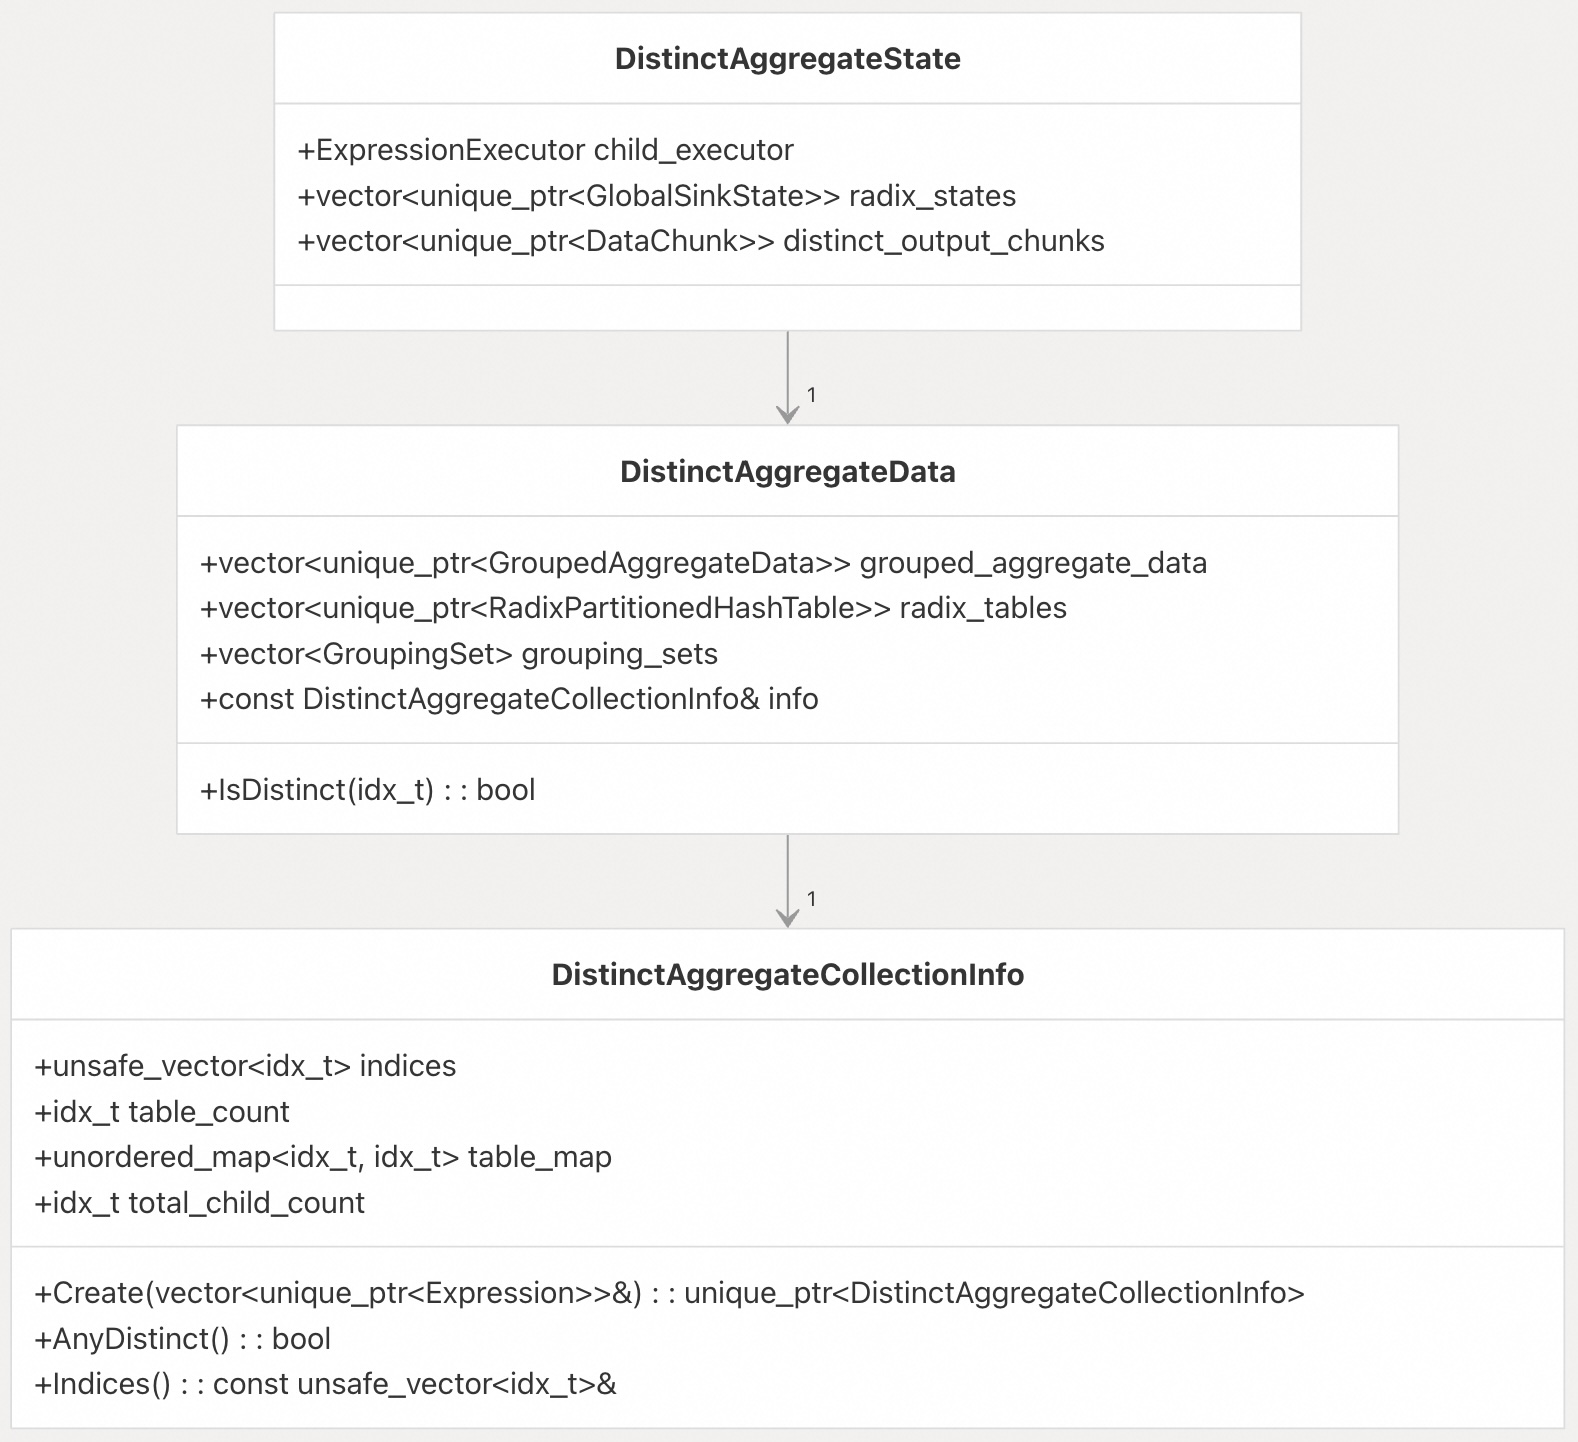 DistinctAggregateState
+ExpressionExecutor child_executor
+vector<unique_ptr<GlobalSinkState>> radix_states
+vector<unique_ptr<DataChunk>> distinct_output_chunks
1
DistinctAggregateData
+vector<unique_ptr<GroupedAggregateData>> grouped_aggregate_data
+vector<unique_ptr<RadixPartitionedHashTable>> radix_tables
+vector<GroupingSet> grouping_sets
+const DistinctAggregateCollectionInfo& info
+IsDistinct(idx_t) : : bool
1
DistinctAggregateCollectionInfo
+unsafe_vector<idx_t> indices
+idx_t table_count
+unordered_map<idx_t, idx_t> table_map
+idx_t total_child_count
+Create(vector<unique_ptr<Expression>>&) : : unique_ptr<DistinctAggregateCollectionInfo>
+AnyDistinct() : : bool
+Indices() : : const unsafe_vector<idx_t>&